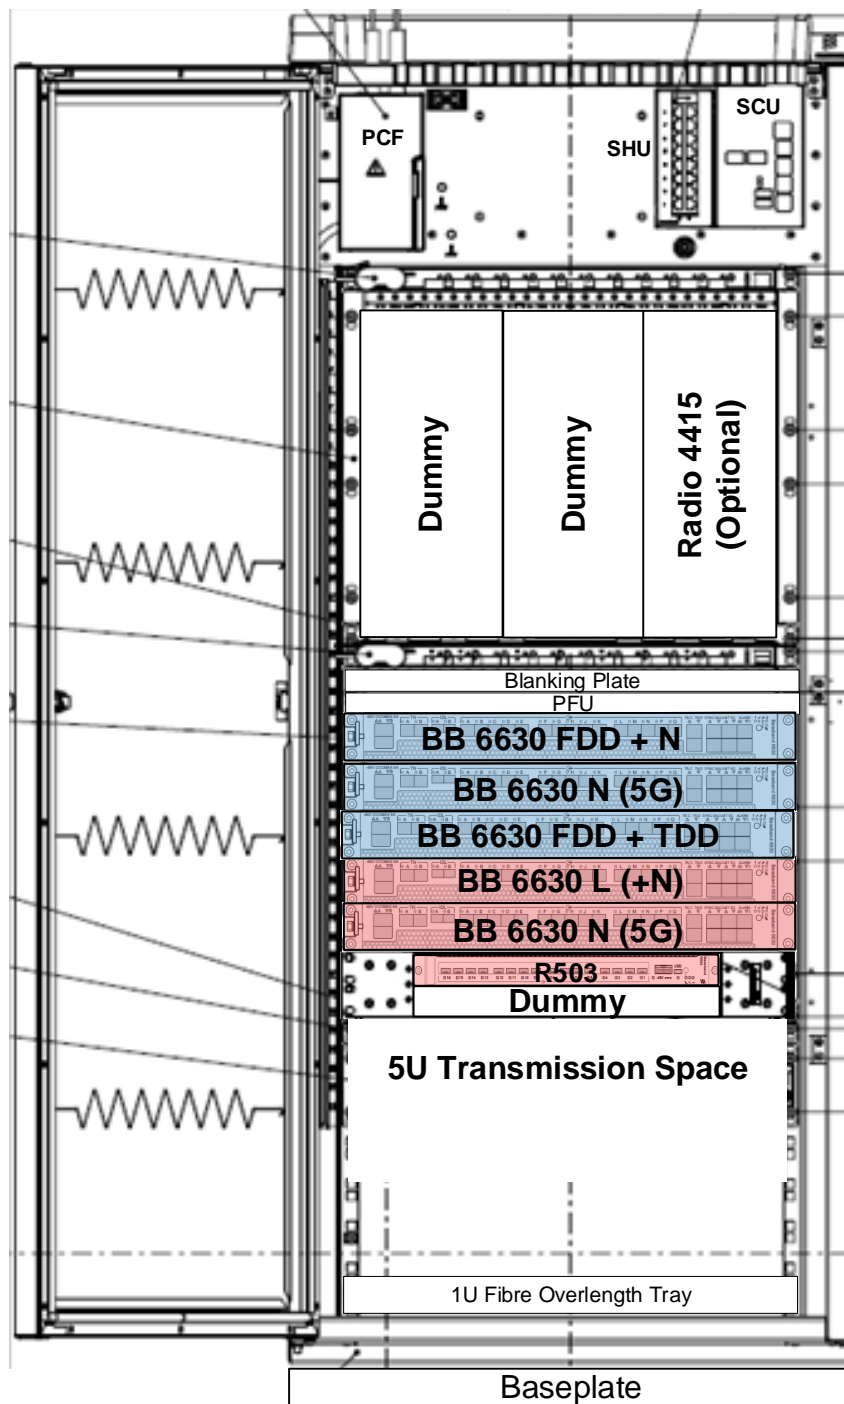 PCF
SCU
SHU
Dummy
Dummy
Radio 4415
(Optional)
Blanking Plate
PFU
BB 6630 FDD + N
BB 6630 N (5G)
BB 6630 FDD + TDD
BB 6630 L (+N)
BB 6630 N (5G)
R503
Dummy
5U Transmission Space
1U Fibre Overlength Tray
Baseplate